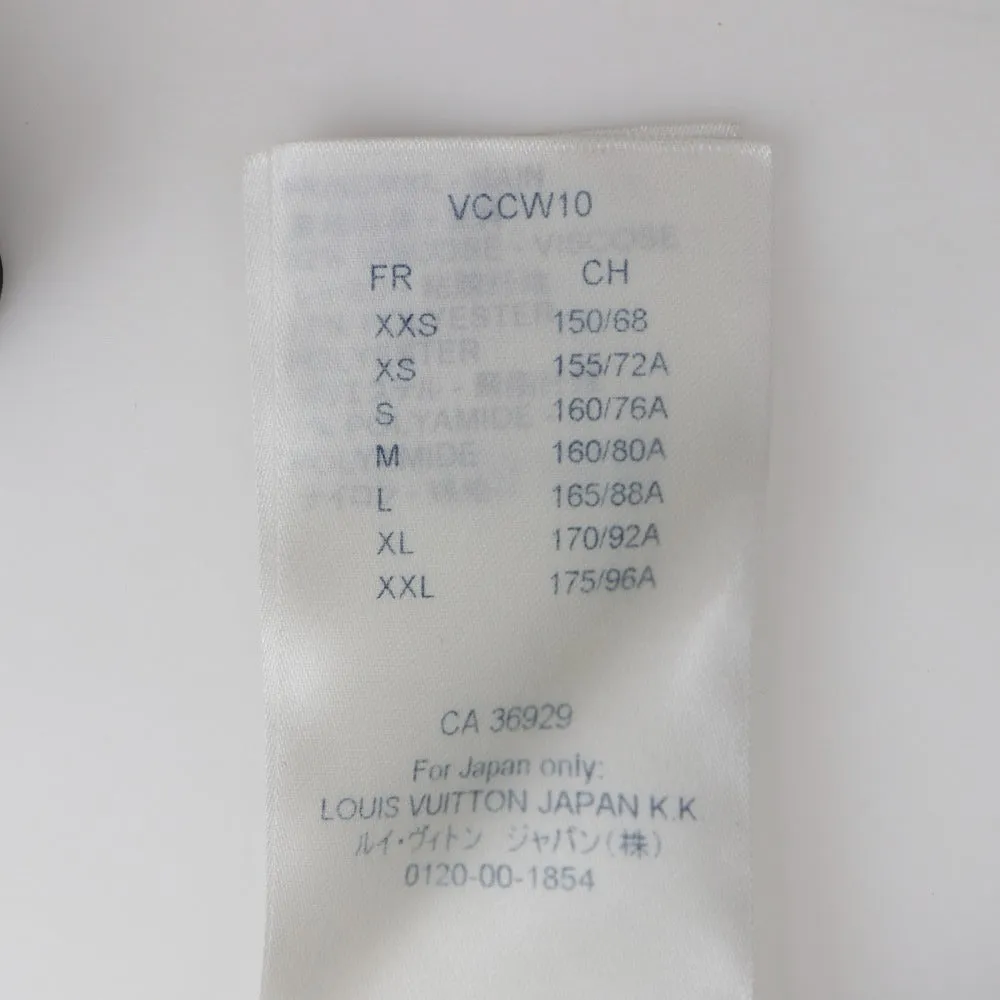 VCCW10
FR CH
XXS 150/68
XS 155/72A
S 160/76A
M 160/80A
L 165/88A
XL 170/92A
XXL 175/96A
CA 36929
For Japan only:
LOUIS VUITTON JAPAN K.K
ルイ・ヴィトン ジャパン(株)
0120-00-1854